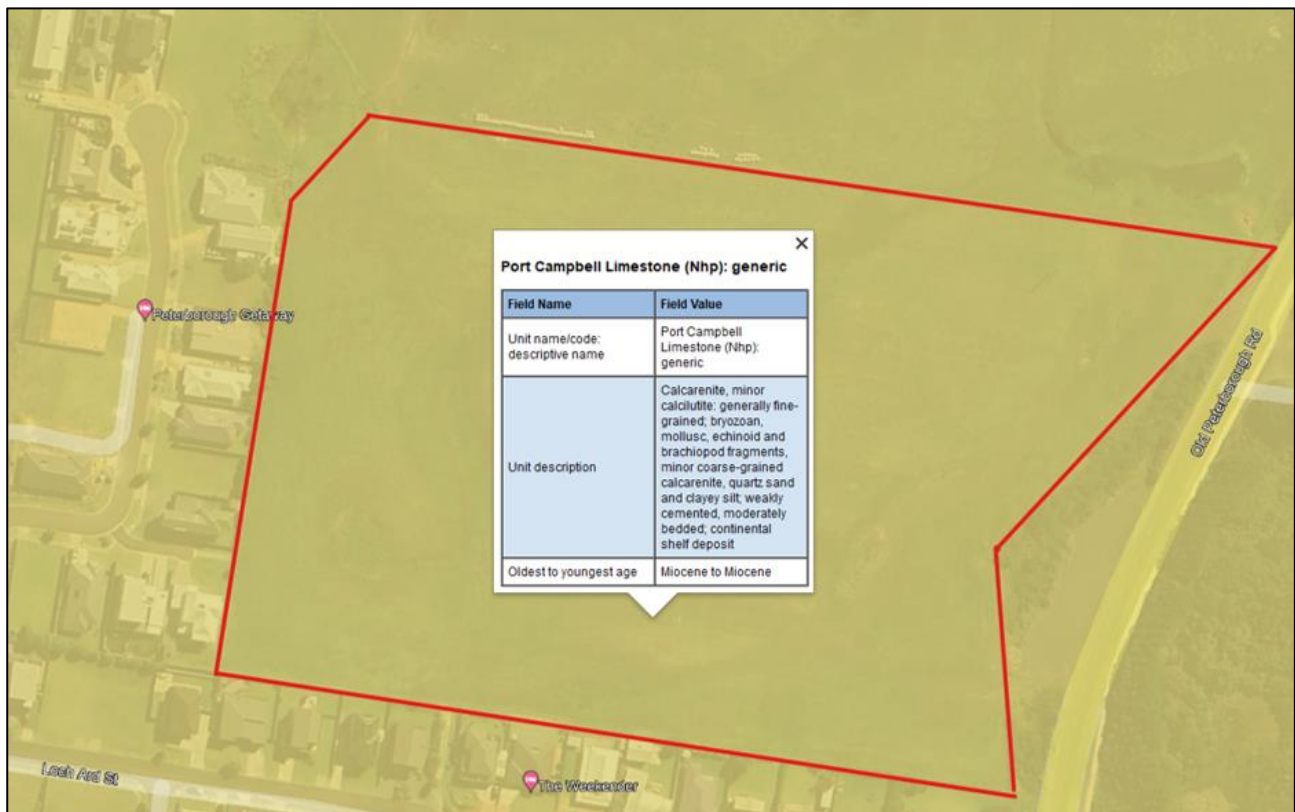 ×
Port Campbell Limestone (Nhp): generic
Field Name
Field Value
Unit name/code:
descriptive name
Port Campbell
Limestone (Nhp):
generic
Unit description
Calcarenite, minor
calcilutite: generally fine-
grained; bryozoan,
mollusc, echinoid and
brachiopod fragments,
minor coarse-grained
calcarenite, quartz sand
and clayey silt; weakly
cemented, moderately
bedded; continental
shelf deposit
Oldest to youngest age
Miocene to Miocene
Peterborough Getaway
Old Peterborough Rd
Loch Ard St
The Weekender